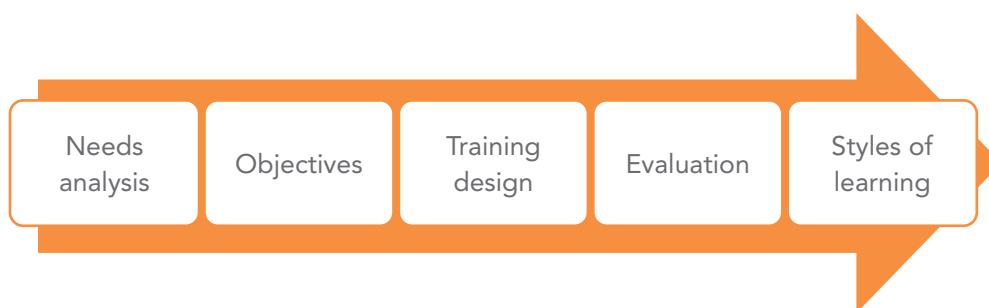 Needs
analysis
Objectives
Training
design
Evaluation
Styles of
learning